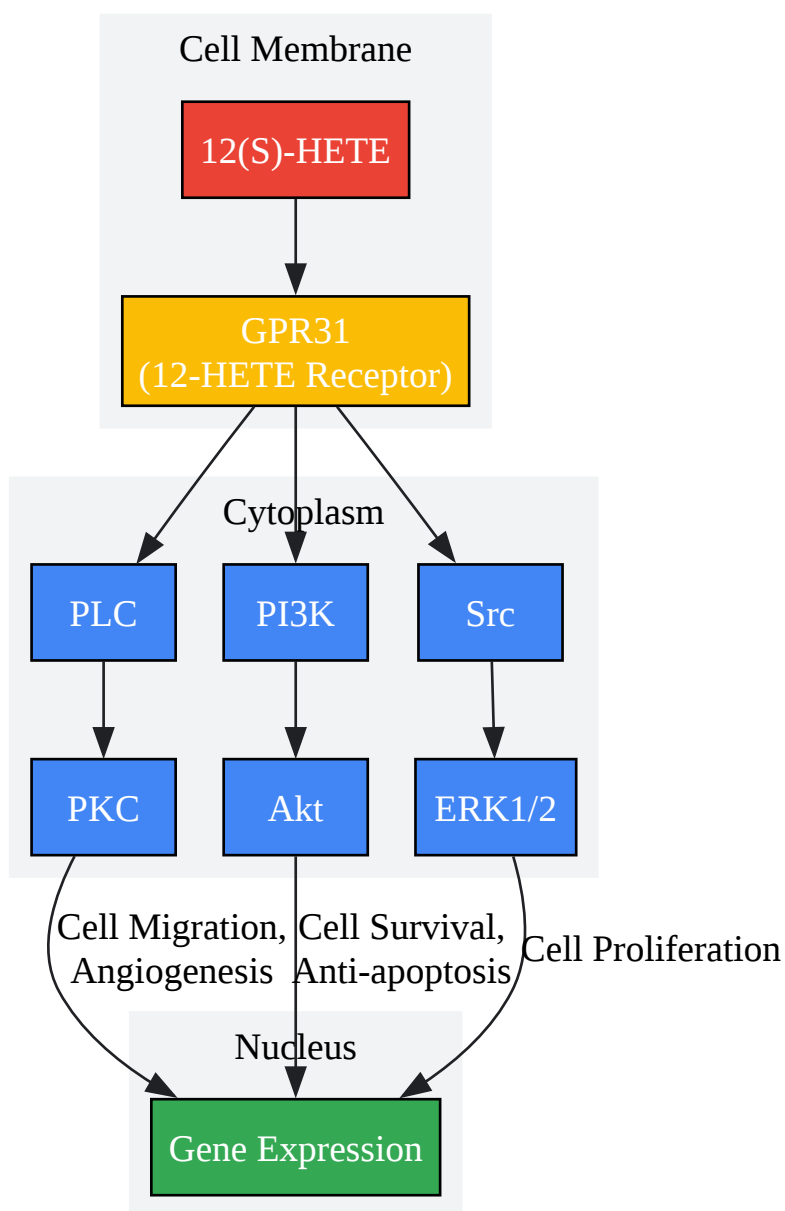 Cell Membrane
12(S)-HETE
GPR31
(12-HETE Receptor)
Cytoplasm
PLC
PI3K
Src
PKC
Akt
ERK1/2
Cell Migration,
Angiogenesis
Cell Survival,
Anti-apoptosis
Cell Proliferation
Nucleus
Gene Expression